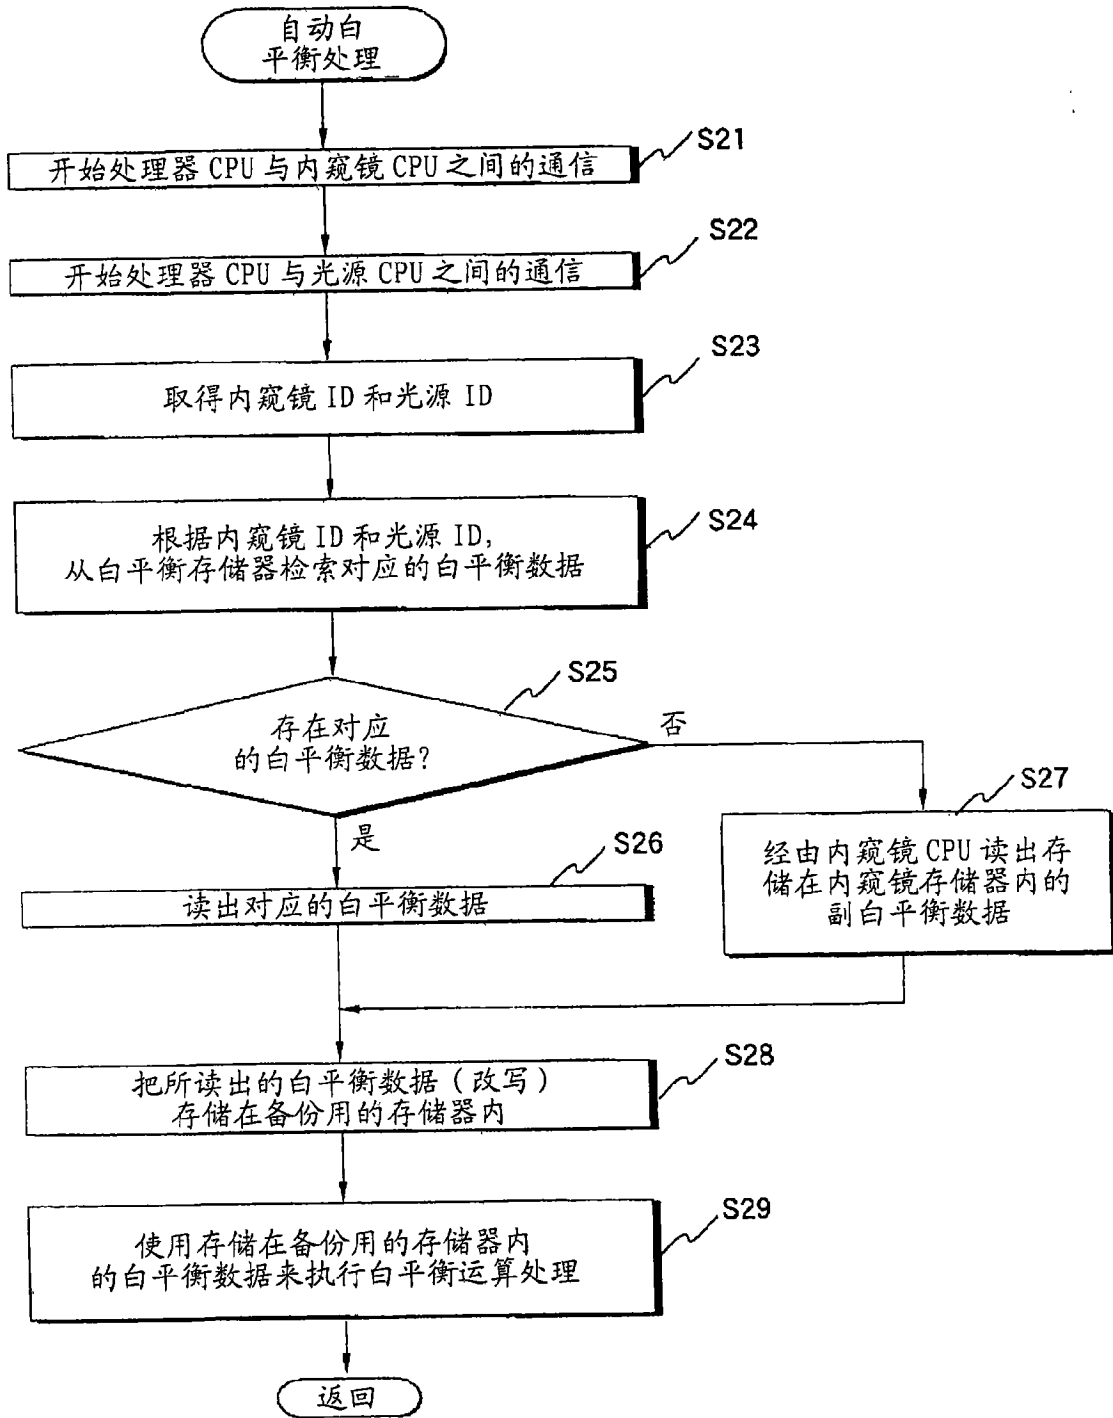 自动白
平衡处理
S21
开始处理器 CPU 与内窥镜 CPU 之间的通信
S22
开始处理器 CPU 与光源 CPU 之间的通信
S23
取得内窥镜 ID 和光源 ID
S24
根据内窥镜 ID 和光源 ID,
从白平衡存储器检索对应的白平衡数据
S25
存在对应
的白平衡数据?
否
是
S26
读出对应的白平衡数据
S27
经由内窥镜 CPU 读出存
储在内窥镜存储器内的
副白平衡数据
S28
把所读出的白平衡数据(改写)
存储在备份用的存储器内
S29
使用存储在备份用的存储器内
的白平衡数据来执行白平衡运算处理
返回